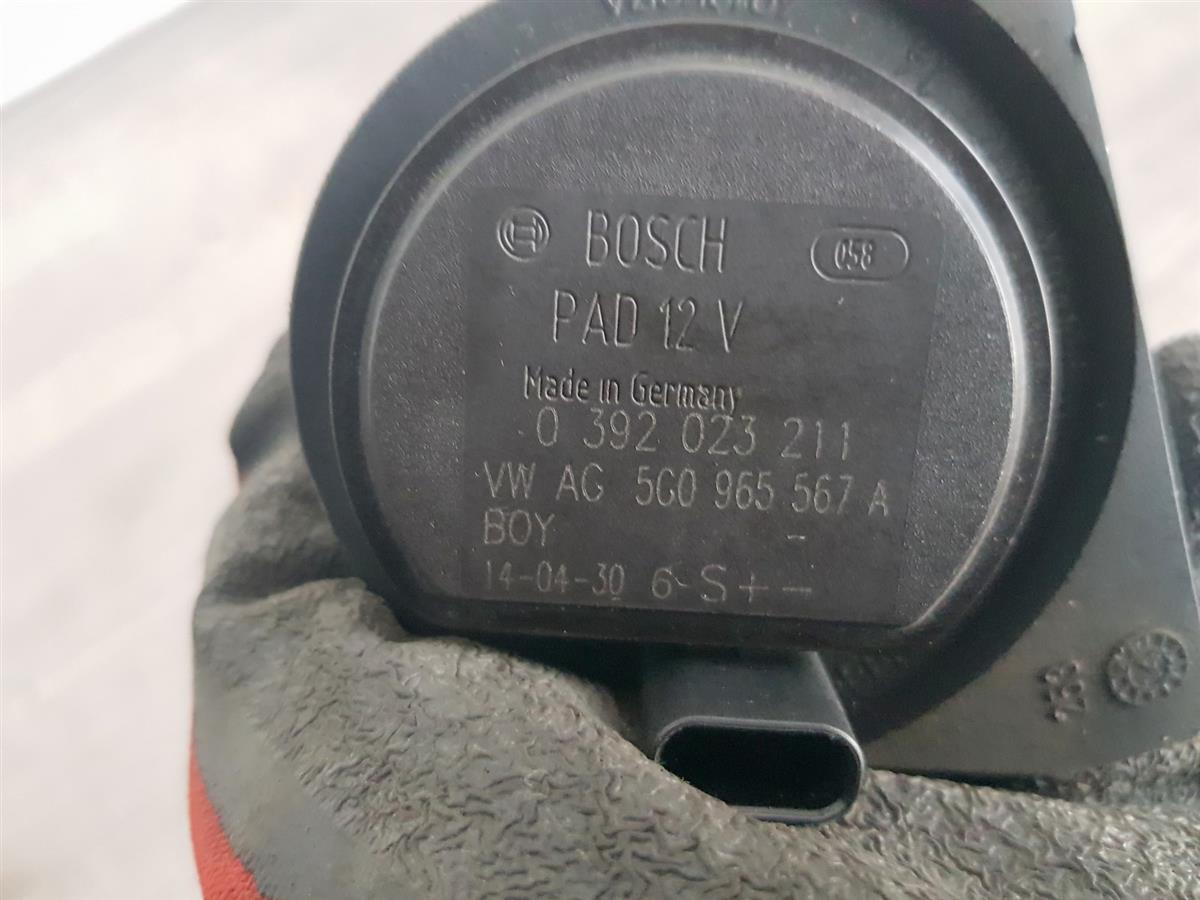 BOSCH 058
PAD 12 V
Made in Germany
0 392 023 211
VW AG 5G0 965 567 A
BOY -
14-04-30 6-S+-